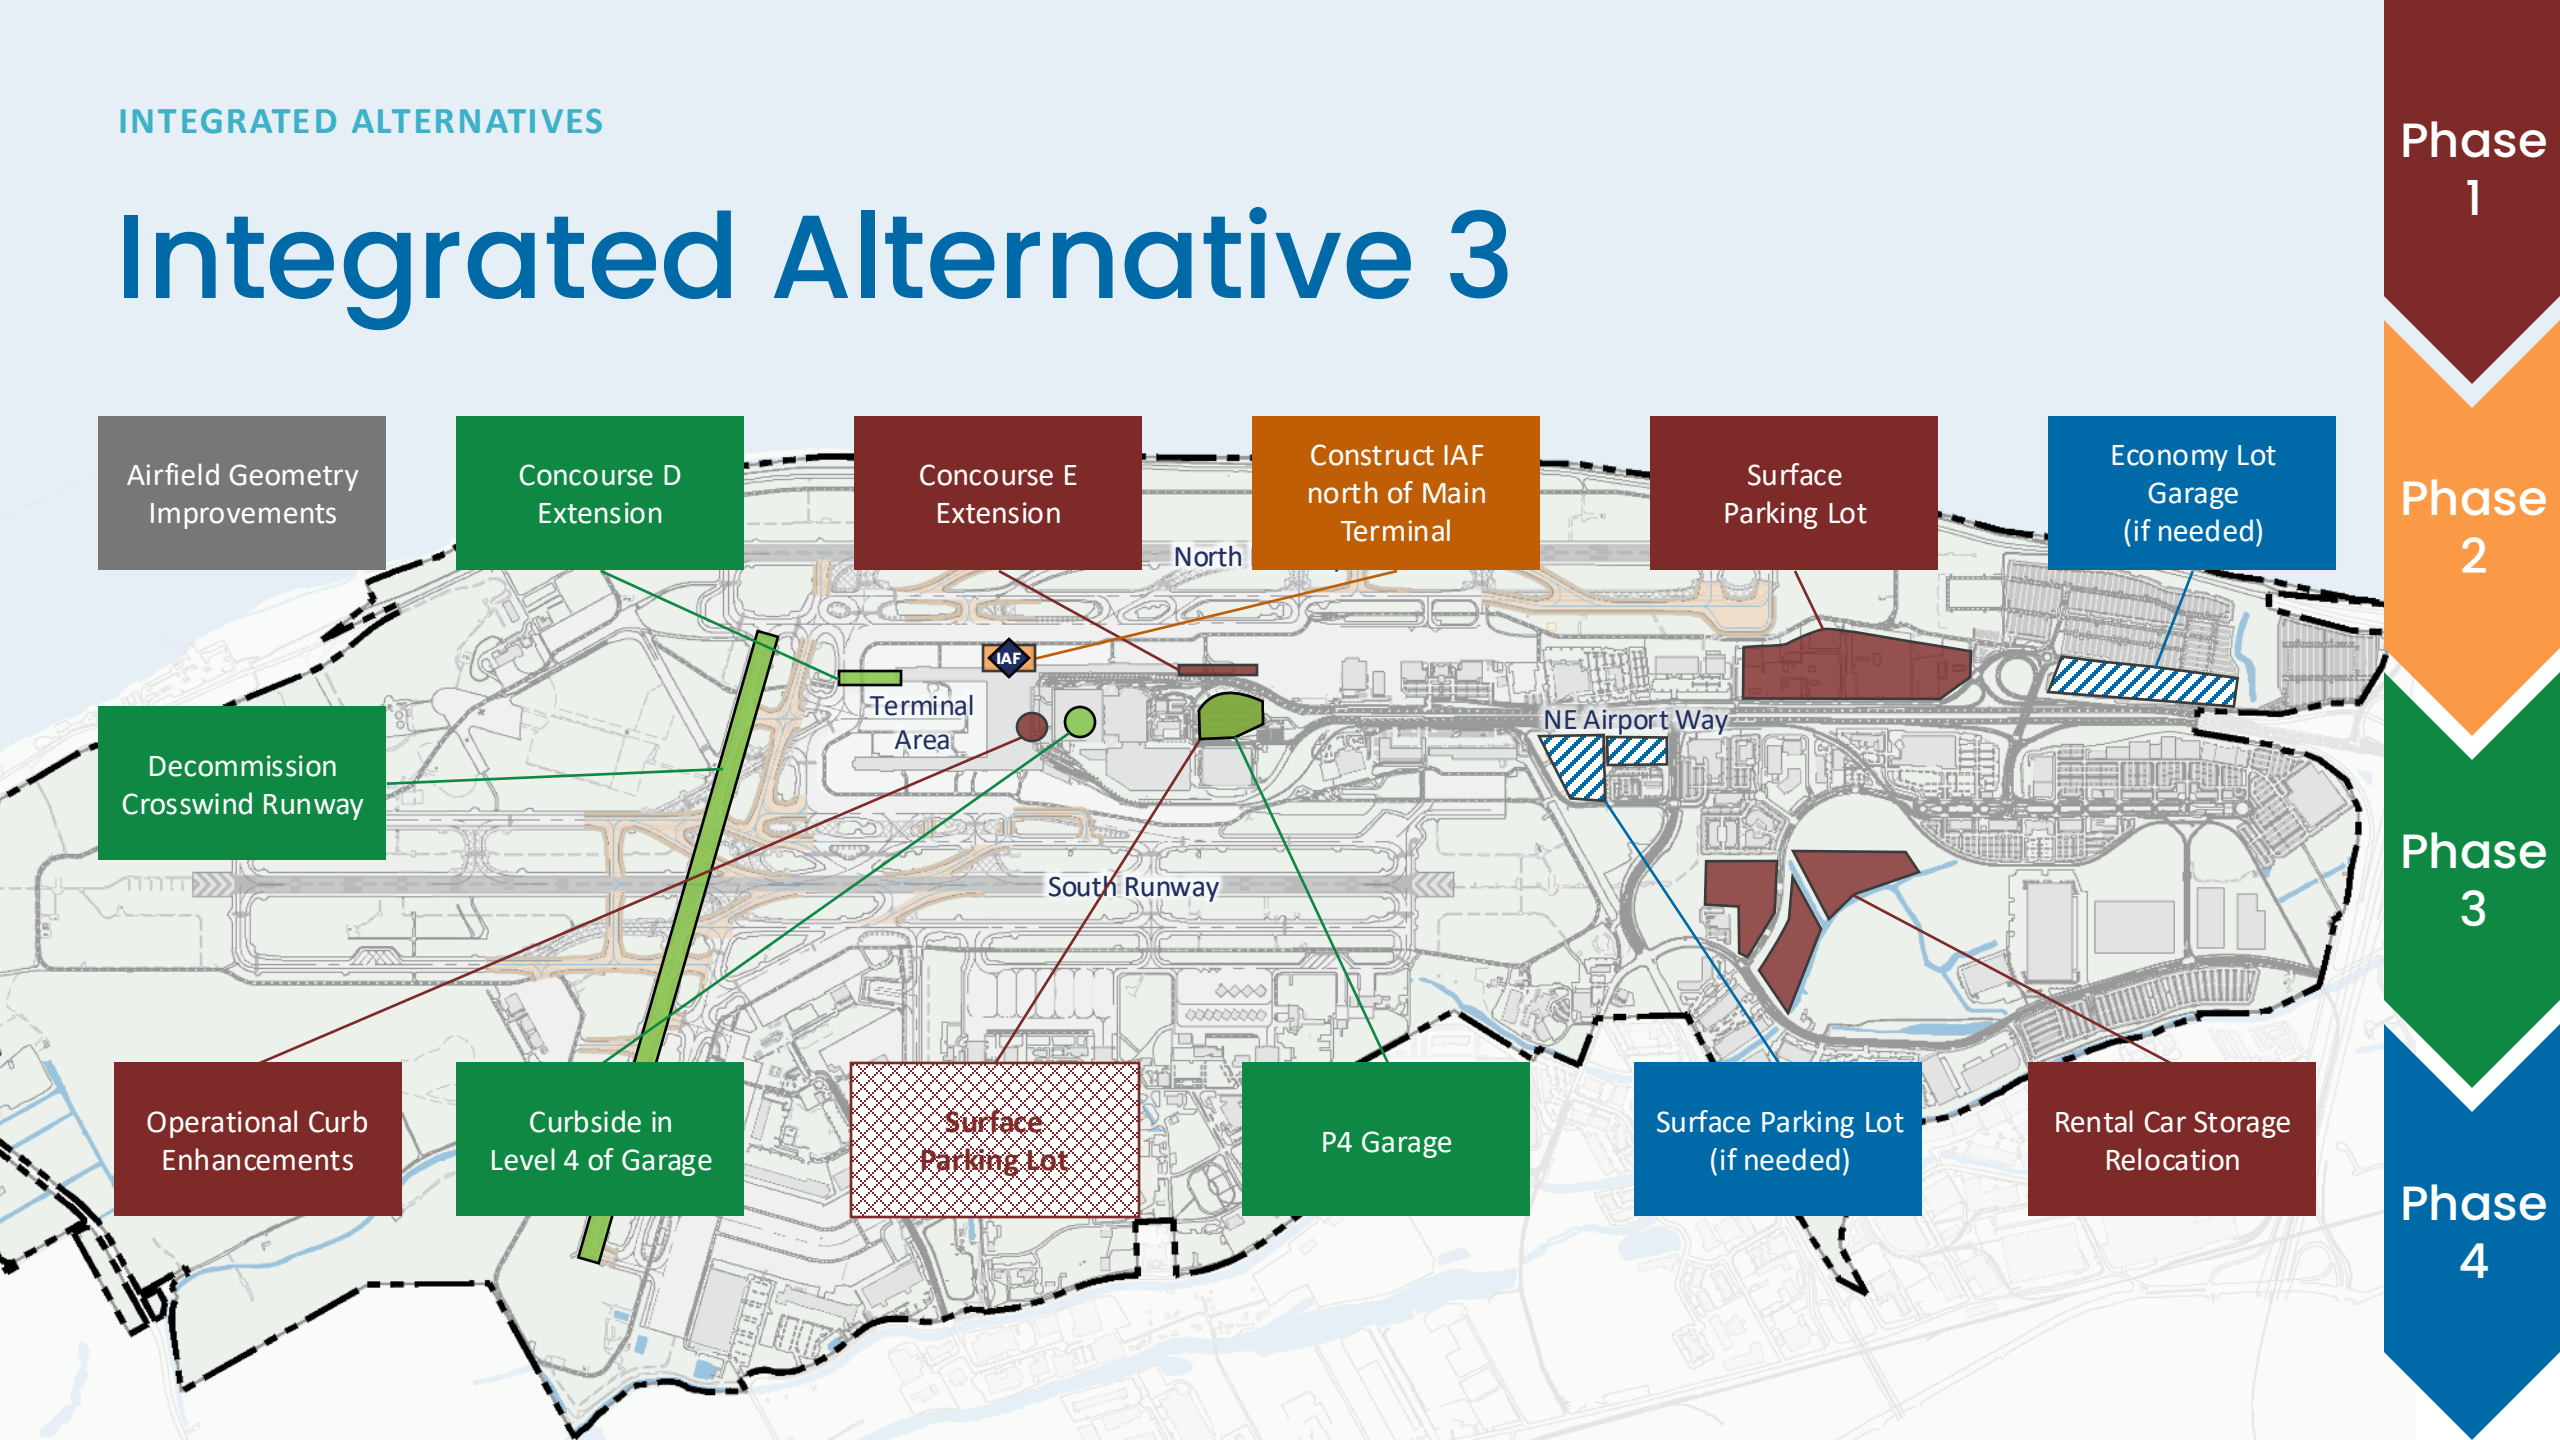 INTEGRATED ALTERNATIVES
Integrated Alternative 3
Airfield Geometry
Improvements
Concourse D
Extension
Concourse E
Extension
Construct IAF
north of Main
Terminal
Surface
Parking Lot
Economy Lot
Garage
(if needed)
North
IAF
Terminal
Area
NE Airport Way
Decommission
Crosswind Runway
South Runway
Operational Curb
Enhancements
Curbside in
Level 4 of Garage
Surface
Parking Lot
P4 Garage
Surface Parking Lot
(if needed)
Rental Car Storage
Relocation
Phase
1
Phase
2
Phase
3
Phase
4